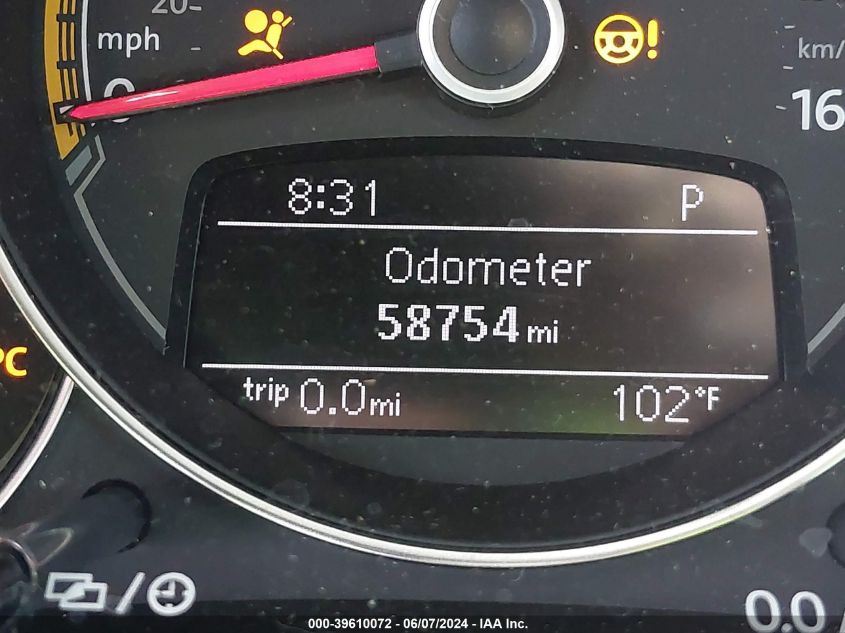 20
mph
0
km/
16
8:31 P
Odometer
58754 mi
PC
trip 0.0 mi 102°F
/
0.0
000-39610072 - 06/07/2024 - IAA Inc.